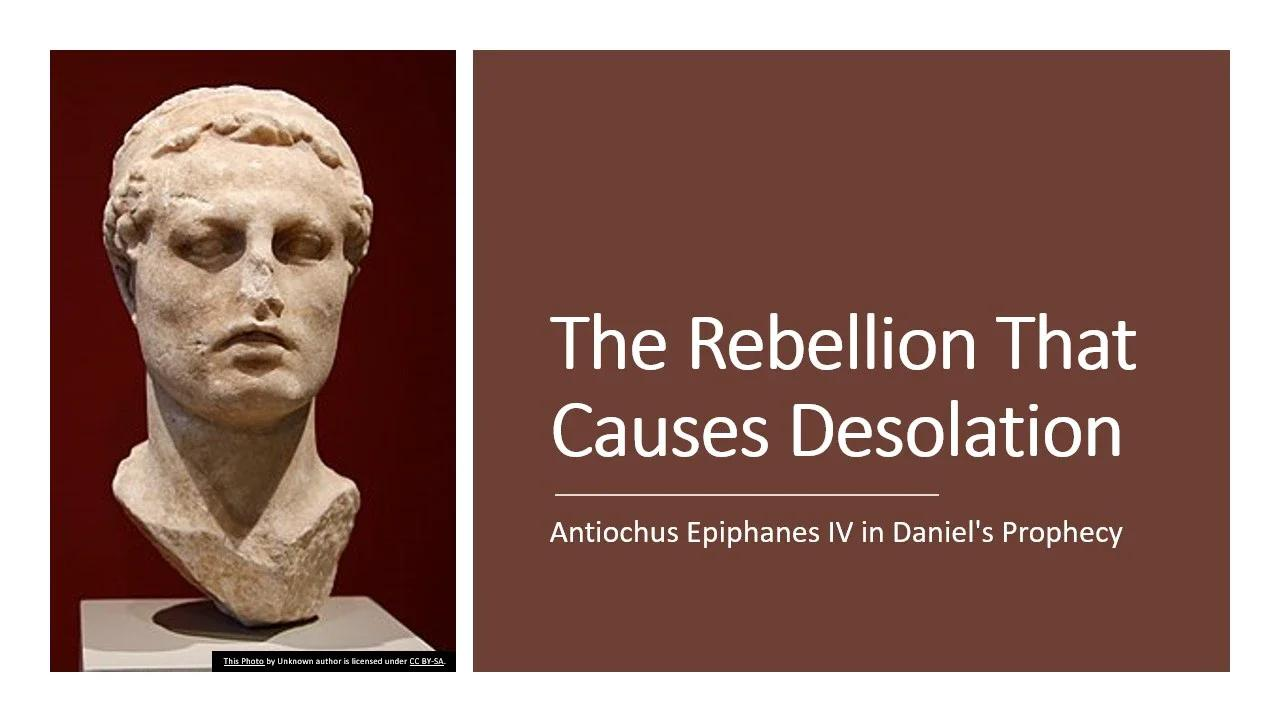 The Rebellion That
Causes Desolation
Antiochus Epiphanes IV in Daniel's Prophecy
This Photo by Unknown author is licensed under CC BY-SA.